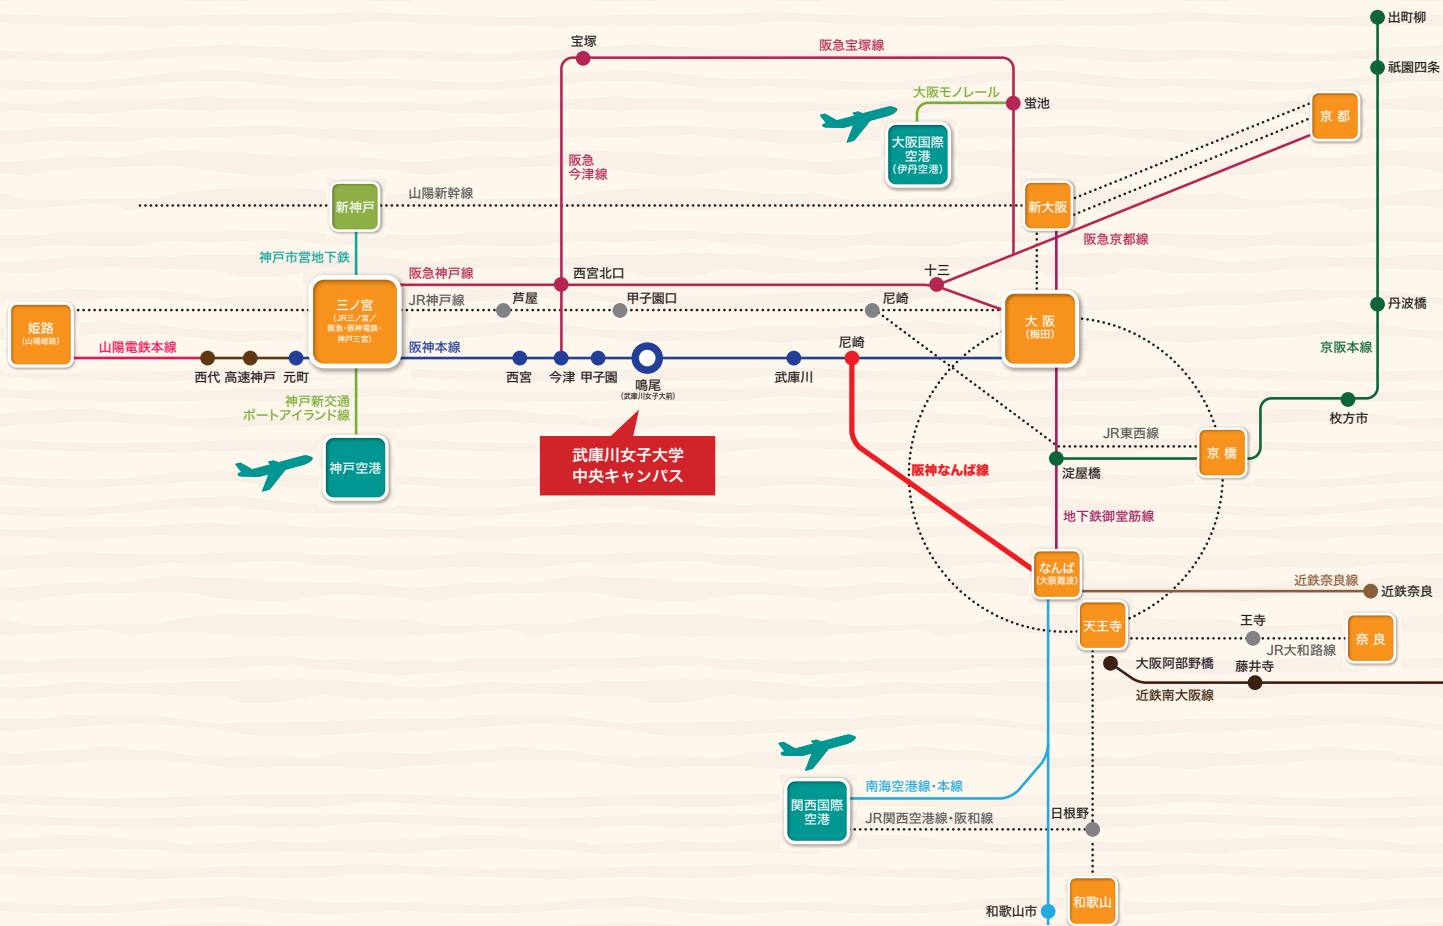 出町柳
宝塚
阪急宝塚線
祇園四条
大阪モノレール
蛍池
京 都
大阪国際
空港
(伊丹空港)
阪急
今津線
山陽新幹線
新神戸
新大阪
阪急京都線
神戸市営地下鉄
阪急神戸線
西宮北口
十三
JR神戸線
芦屋
甲子園口
尼崎
丹波橋
三ノ宮
(JR三ノ宮/
阪急・阪神電鉄・
神戸三宮)
姫路
(山陽姫路)
大 阪
(梅田)
山陽電鉄本線
阪神本線
尼崎
京阪本線
西代
高速神戸
元町
西宮
今津
甲子園
鳴尾
(武庫川女子大前)
武庫川
神戸新交通
ポートアイランド線
枚方市
JR東西線
武庫川女子大学
中央キャンパス
京 橋
神戸空港
阪神なんば線
淀屋橋
地下鉄御堂筋線
なんば
(大阪難波)
近鉄奈良線
近鉄奈良
天王寺
王寺
奈 良
JR大和路線
大阪阿部野橋
藤井寺
近鉄南大阪線
南海空港線・本線
関西国際
空港
JR関西空港線・阪和線
日根野
和歌山市
和歌山